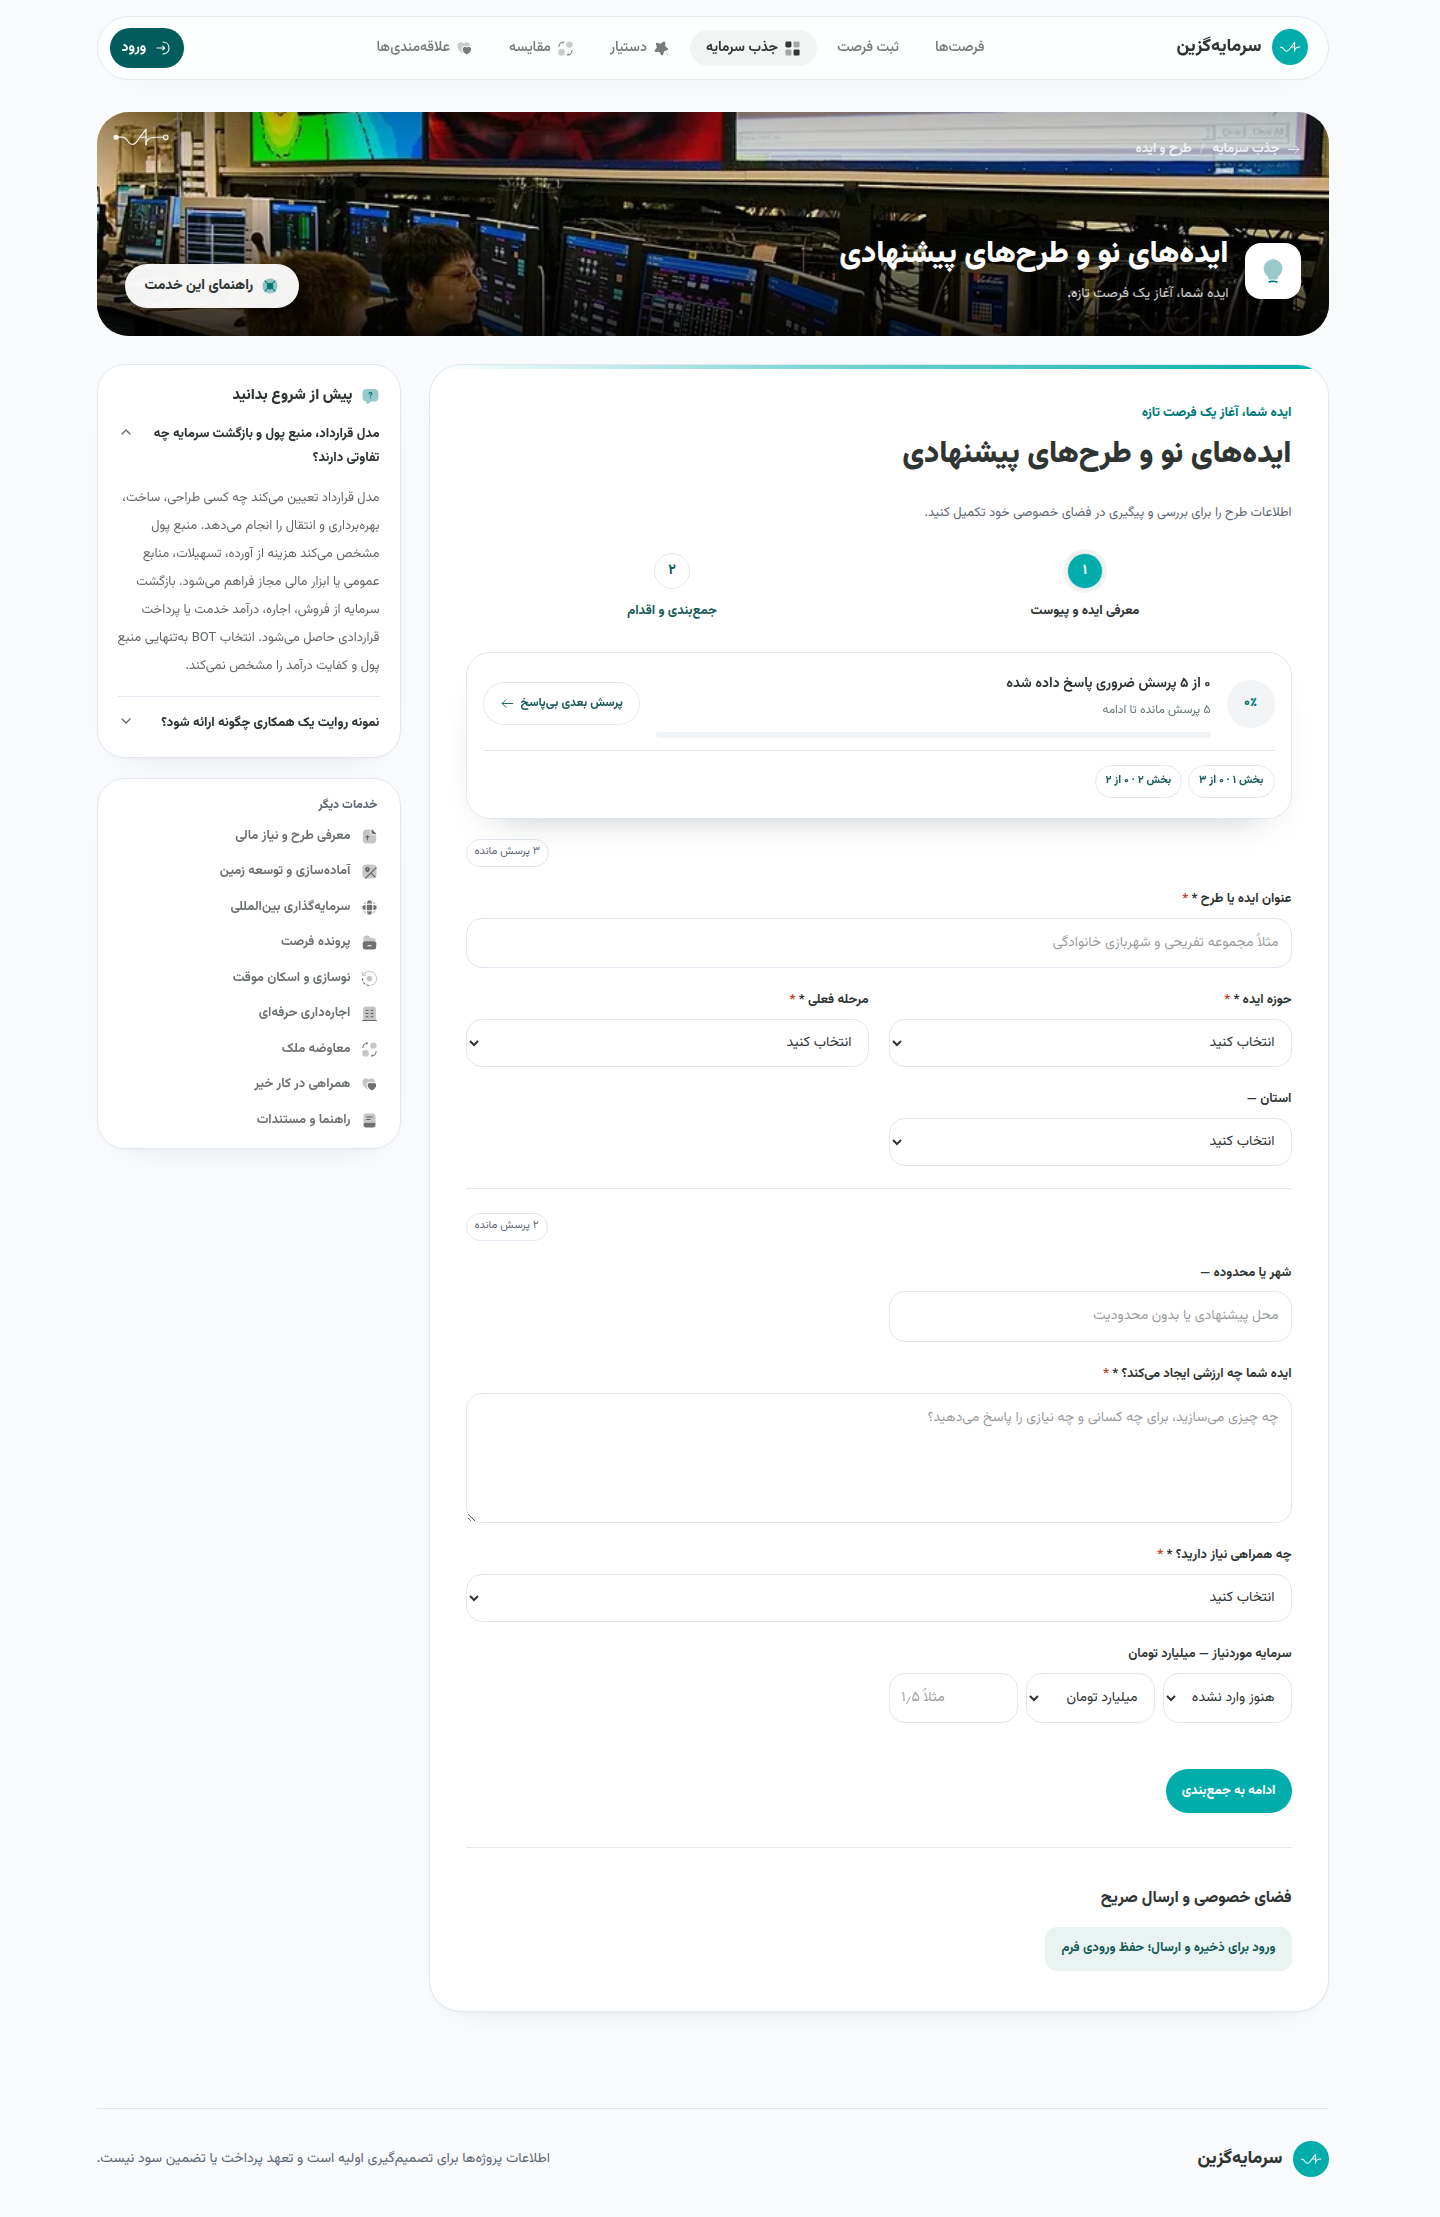 سرمایه‌گزین
فرصت‌ها
ثبت فرصت
جذب سرمایه
دستیار
مقایسه
علاقه‌مندی‌ها
ورود
جذب سرمایه / طرح و ایده
ایده‌های نو و طرح‌های پیشنهادی
ایده شما، آغاز یک فرصت تازه.
راهنمای این خدمت
ایده شما، آغاز یک فرصت تازه
ایده‌های نو و طرح‌های پیشنهادی
اطلاعات طرح را برای بررسی و پیگیری در فضای خصوصی خود تکمیل کنید.
۱
معرفی ایده و پیوست
۲
جمع‌بندی و اقدام
۰٪
۰ از ۵ پرسش ضروری پاسخ داده شده
۵ پرسش مانده تا ادامه
پرسش بعدی بی‌پاسخ
بخش ۱ · ۰ از ۳
بخش ۲ · ۰ از ۲
۳ پرسش مانده
عنوان ایده یا طرح * *
مثلاً مجموعه تفریحی و شهربازی خانوادگی
حوزه ایده * *
انتخاب کنید
مرحله فعلی * *
انتخاب کنید
استان —
انتخاب کنید
۲ پرسش مانده
شهر یا محدوده —
محل پیشنهادی یا بدون محدودیت
ایده شما چه ارزشی ایجاد می‌کند؟ * *
چه چیزی می‌سازید، برای چه کسانی و چه نیازی را پاسخ می‌دهید؟
چه همراهی نیاز دارید؟ * *
انتخاب کنید
سرمایه موردنیاز — میلیارد تومان
هنوز وارد نشده
میلیارد تومان
مثلاً ۱٫۵
ادامه به جمع‌بندی
فضای خصوصی و ارسال صریح
ورود برای ذخیره و ارسال؛ حفظ ورودی فرم
پیش از شروع بدانید
مدل قرارداد، منبع پول و بازگشت سرمایه چه
تفاوتی دارند؟
مدل قرارداد تعیین می‌کند چه کسی طراحی، ساخت،
بهره‌برداری و انتقال را انجام می‌دهد. منبع پول
مشخص می‌کند هزینه از آورده، تسهیلات، منابع
عمومی یا ابزار مالی مجاز فراهم می‌شود. بازگشت
سرمایه از فروش، اجاره، درآمد خدمت یا پرداخت
قراردادی حاصل می‌شود. انتخاب BOT به‌تنهایی منبع
پول و کفایت درآمد را مشخص نمی‌کند.
نمونه روایت یک همکاری چگونه ارائه شود؟
خدمات دیگر
معرفی طرح و نیاز مالی
آماده‌سازی و توسعه زمین
سرمایه‌گذاری بین‌المللی
پرونده فرصت
نوسازی و اسکان موقت
اجاره‌داری حرفه‌ای
معاوضه ملک
همراهی در کار خیر
راهنما و مستندات
سرمایه‌گزین
اطلاعات پروژه‌ها برای تصمیم‌گیری اولیه است و تعهد پرداخت یا تضمین سود نیست.